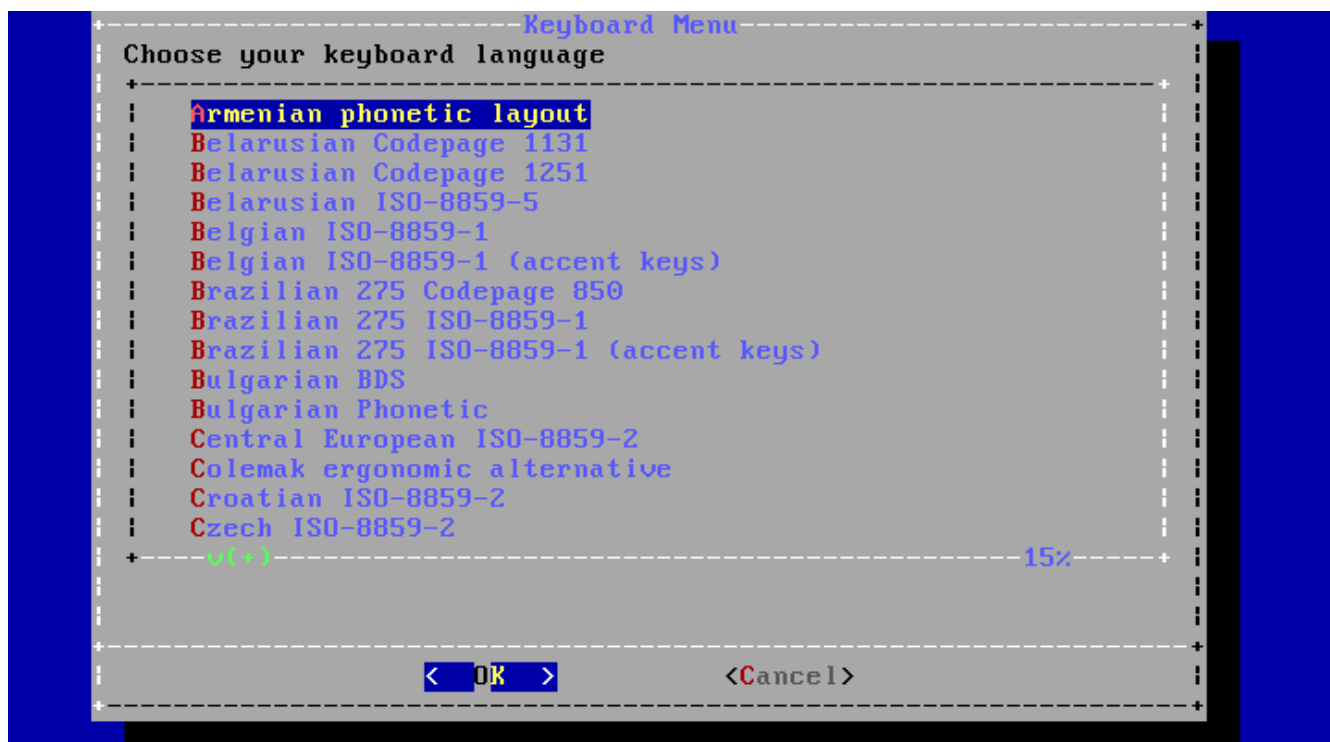 Keyboard Menu
Choose your keyboard language
Armenian phonetic layout
Belarusian Codepage 1131
Belarusian Codepage 1251
Belarusian ISO-8859-5
Belgian ISO-8859-1
Belgian ISO-8859-1 (accent keys)
Brazilian 275 Codepage 850
Brazilian 275 ISO-8859-1
Brazilian 275 ISO-8859-1 (accent keys)
Bulgarian BDS
Bulgarian Phonetic
Central European ISO-8859-2
Colemak ergonomic alternative
Croatian ISO-8859-2
Czech ISO-8859-2
v(+) 15%
< OK > <Cancel>